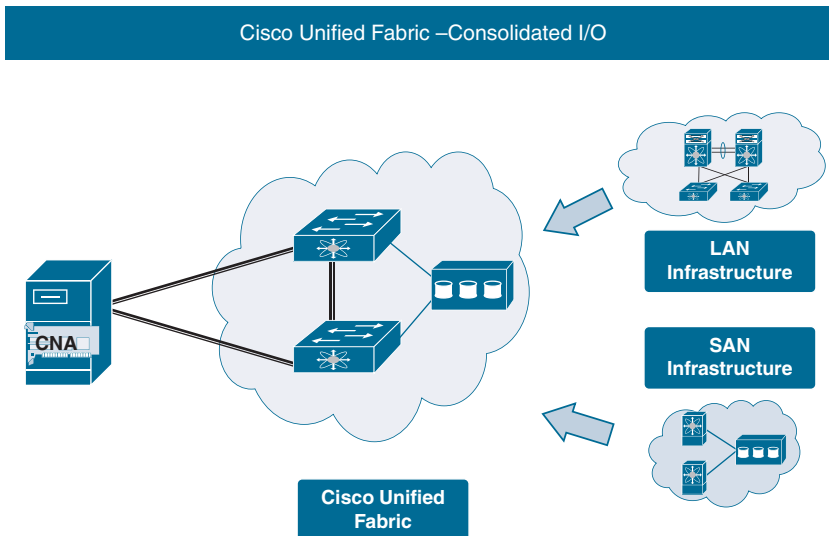 Cisco Unified Fabric –Consolidated I/O
LAN
Infrastructure
CNA
SAN
Infrastructure
Cisco Unified
Fabric